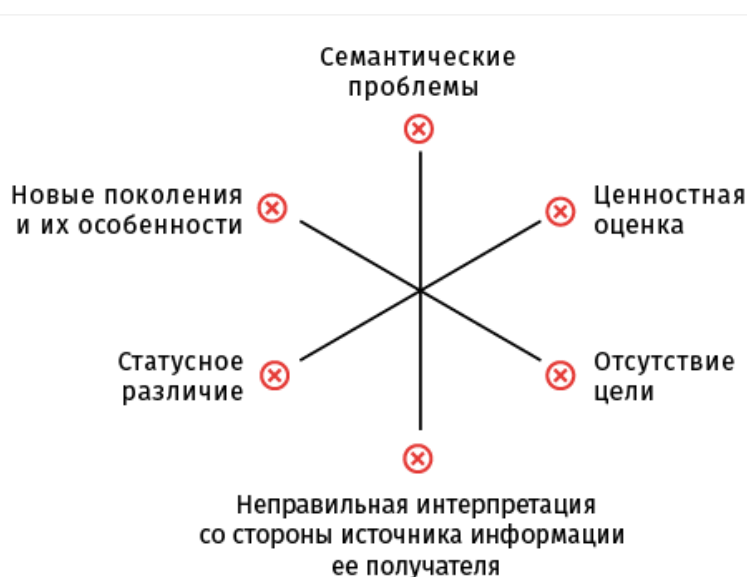 Семантические
проблемы
Новые поколения
и их особенности
Ценностная
оценка
Статусное
различие
Отсутствие
цели
Неправильная интерпретация
со стороны источника информации
ее получателя